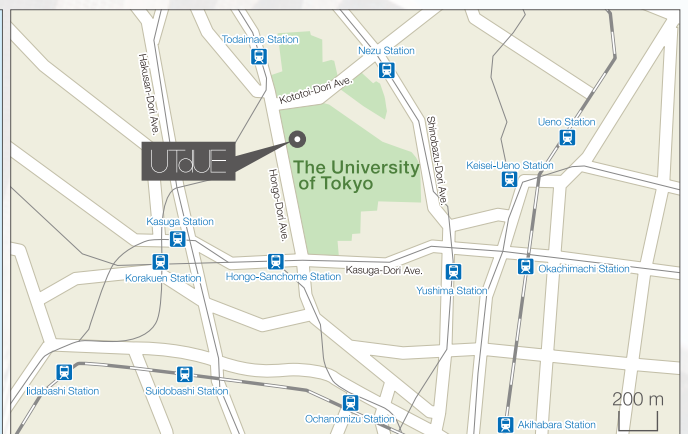 Todaimae Station
Nezu Station
Hakusan-Dori Ave.
Kototoi-Dori Ave.
Shinobazu-Dori Ave.
Ueno Station
UTdUE
The University
of Tokyo
Keisei-Ueno Station
Hongo-Dori Ave.
Kasuga Station
Korakuen Station
Hongo-Sanchome Station
Kasuga-Dori Ave.
Yushima Station
Okachimachi Station
Iidabashi Station
Suidobashi Station
Ochanomizu Station
200 m
Akihabara Station